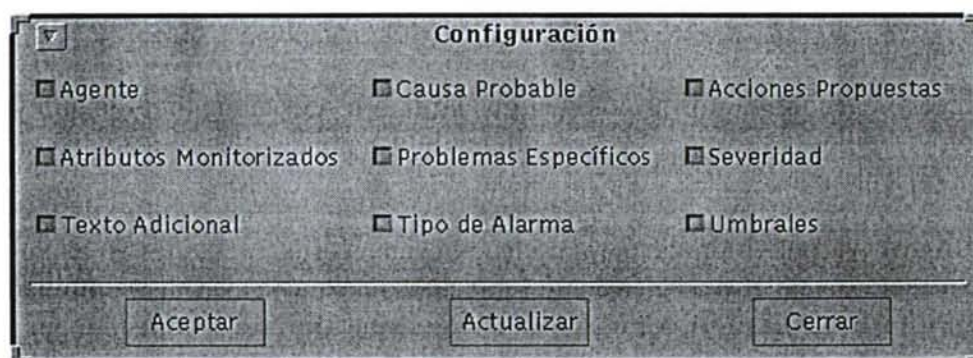 Configuración
Agente Causa Probable Acciones Propuestas
Atributos Monitorizados Problemas Específicos Severidad
Texto Adicional Tipo de Alarma Umbrales
Aceptar Actualizar Cerrar